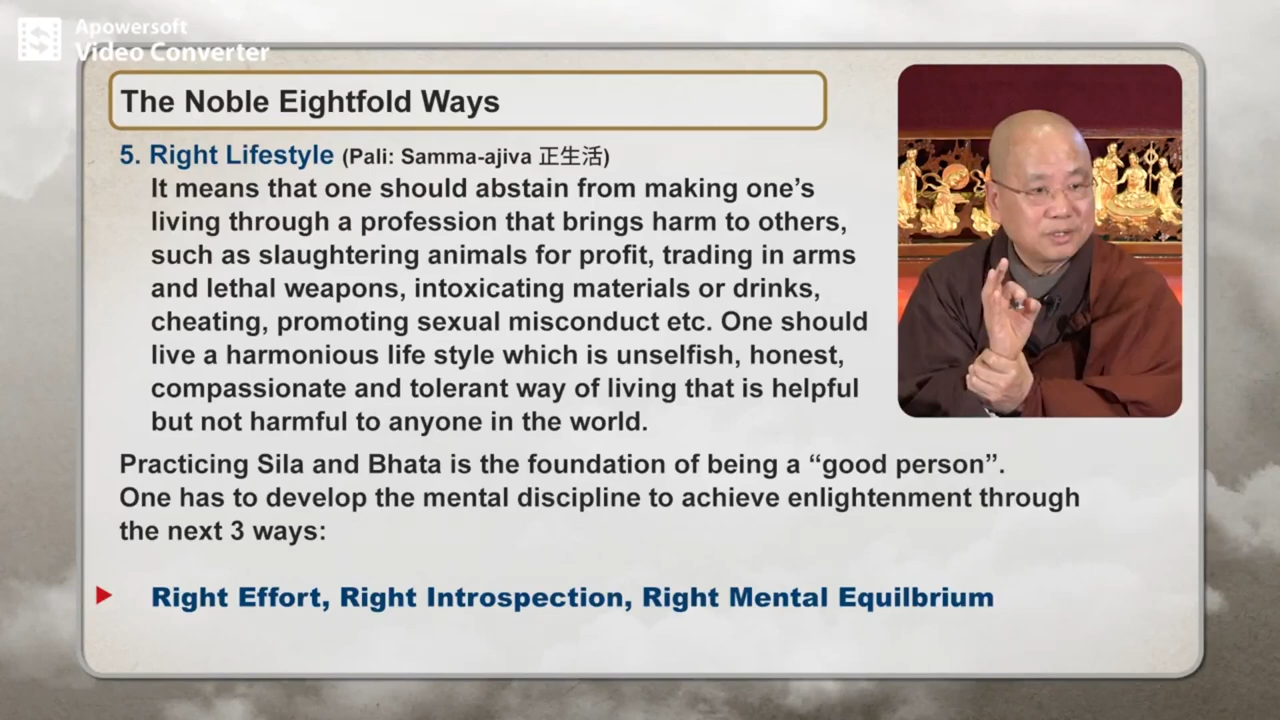 Apowersoft
Video Converter
The Noble Eightfold Ways
5. Right Lifestyle (Pali: Samma-ajiva 正生活)
It means that one should abstain from making one’s
living through a profession that brings harm to others,
such as slaughtering animals for profit, trading in arms
and lethal weapons, intoxicating materials or drinks,
cheating, promoting sexual misconduct etc. One should
live a harmonious life style which is unselfish, honest,
compassionate and tolerant way of living that is helpful
but not harmful to anyone in the world.
Practicing Sila and Bhata is the foundation of being a “good person”.
One has to develop the mental discipline to achieve enlightenment through
the next 3 ways:
Right Effort, Right Introspection, Right Mental Equilbrium